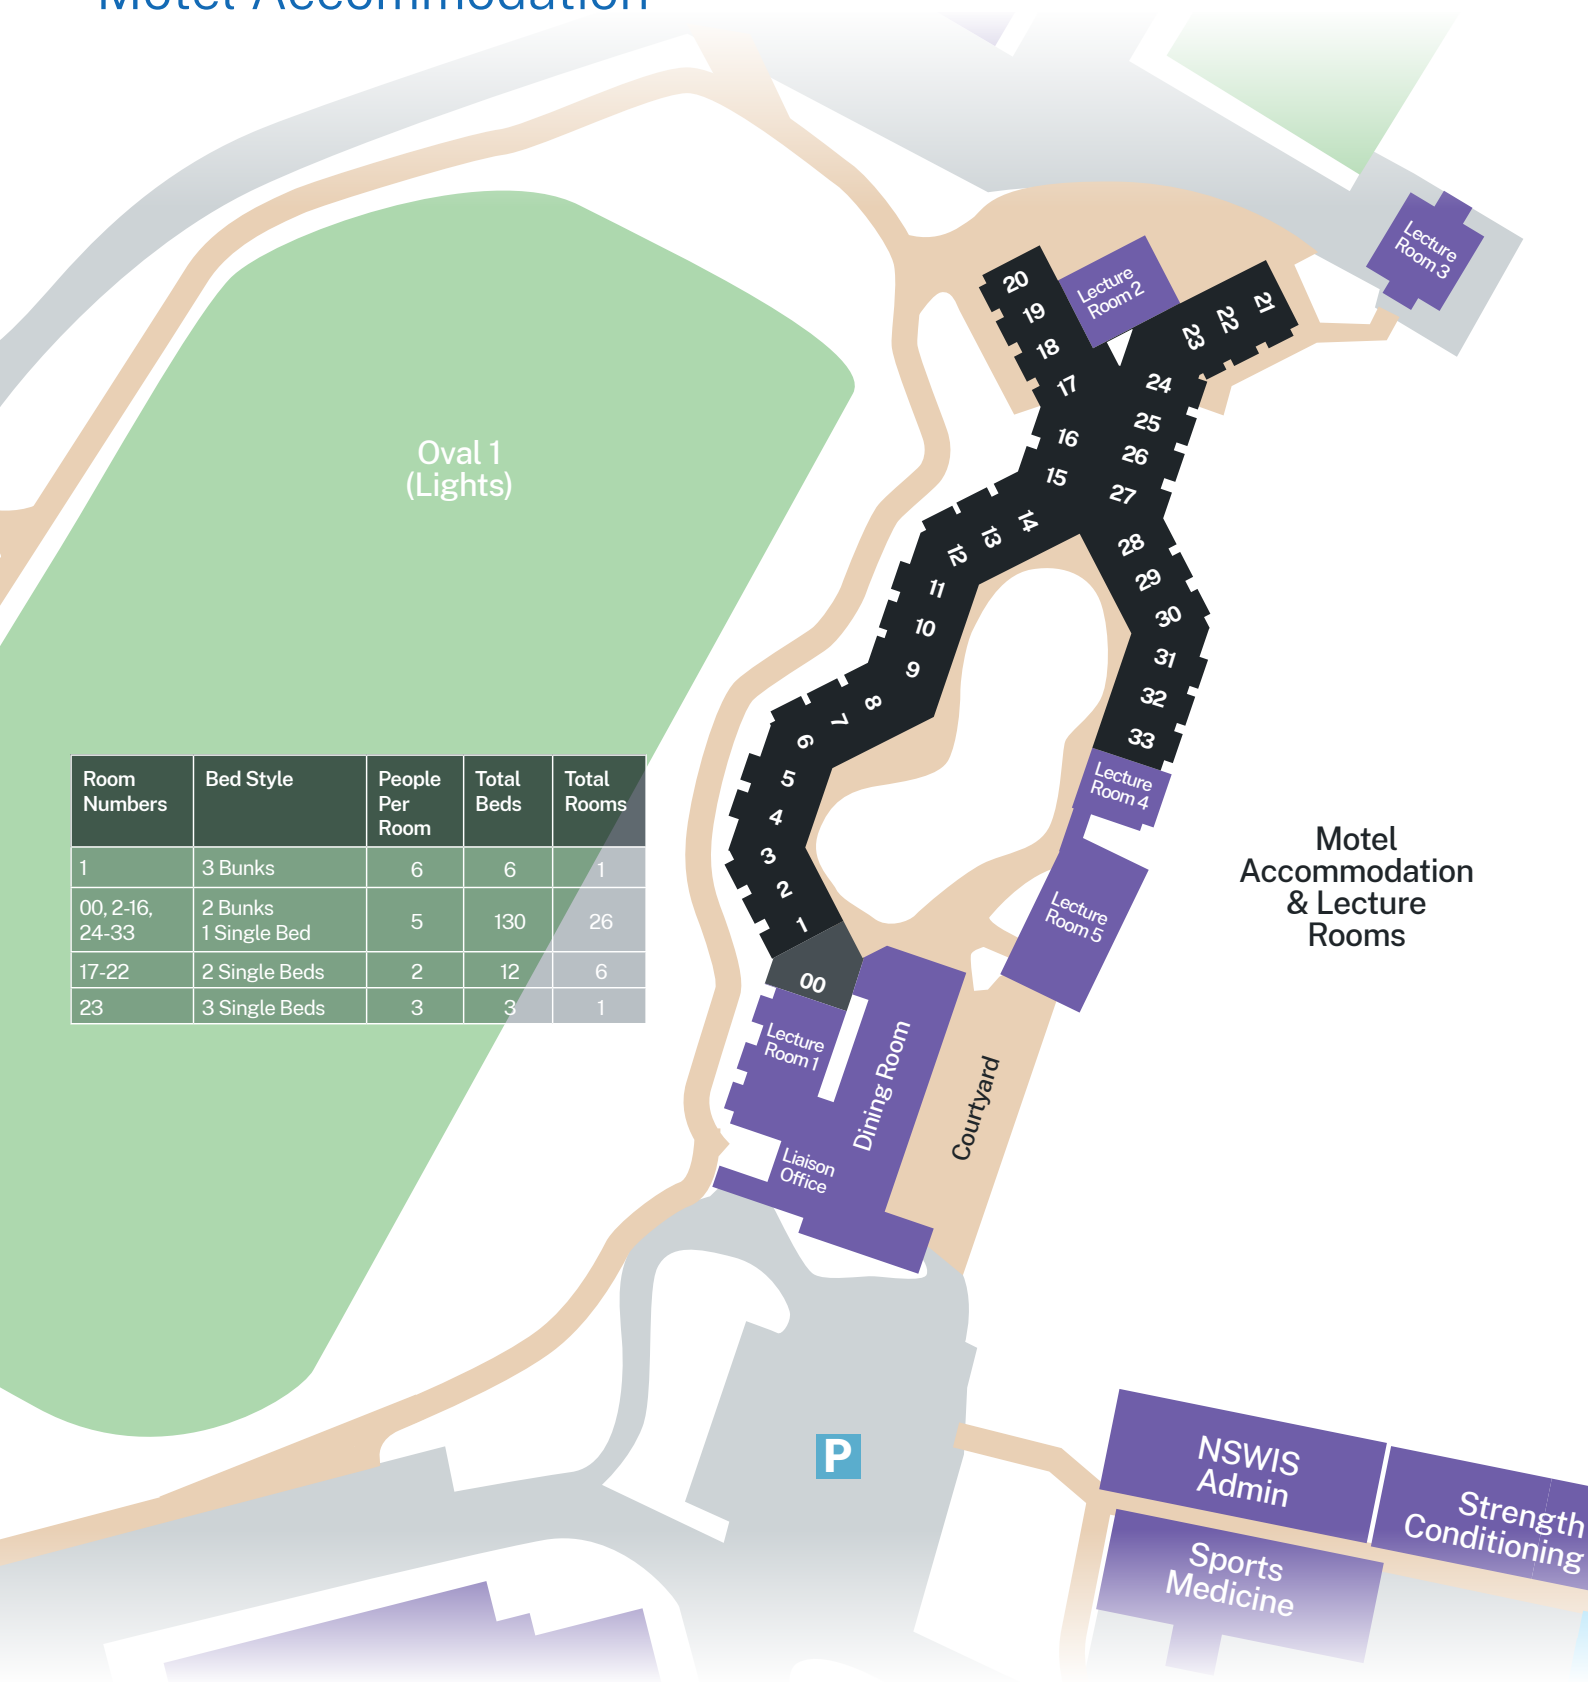 Motel Accommodation
Lecture
Room 3
Lecture
Room 2
20
19
18
17
16
15
14
13
12
11
10
9
8
7
6
5
4
3
2
1
00
21
22
23
24
25
26
27
28
29
30
31
32
33
Oval 1
(Lights)
Room Numbers | Bed Style | People Per Room | Total Beds | Total Rooms
1 | 3 Bunks | 6 | 6 | 1
00, 2-16, 24-33 | 2 Bunks 1 Single Bed | 5 | 130 | 26
17-22 | 2 Single Beds | 2 | 12 | 6
23 | 3 Single Beds | 3 | 3 | 1
Lecture
Room 4
Lecture
Room 5
Motel
Accommodation
& Lecture
Rooms
Lecture
Room 1
Dining Room
Courtyard
Liaison
Office
P
NSWIS
Admin
Strength
Conditioning
Sports
Medicine